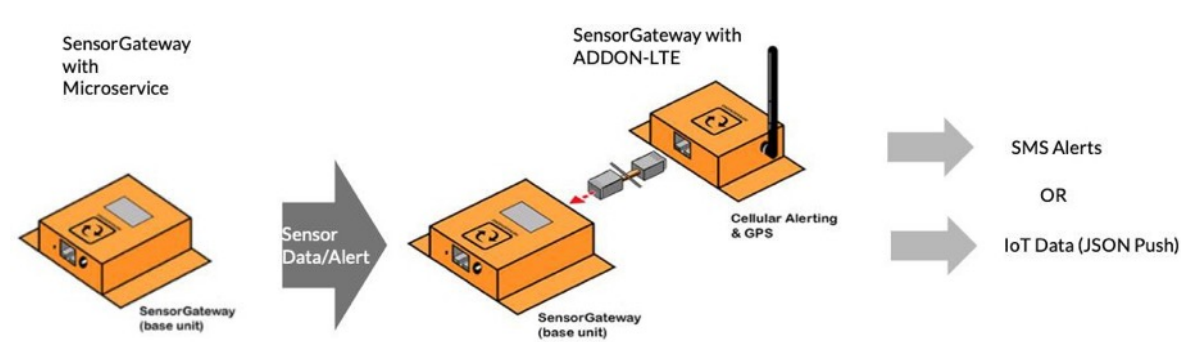 SensorGateway
with
Microservice
SensorGateway
(base unit)
Sensor
Data/Alert
SensorGateway with
ADDON-LTE
Cellular Alerting
& GPS
SensorGateway
(base unit)
SMS Alerts
OR
IoT Data (JSON Push)